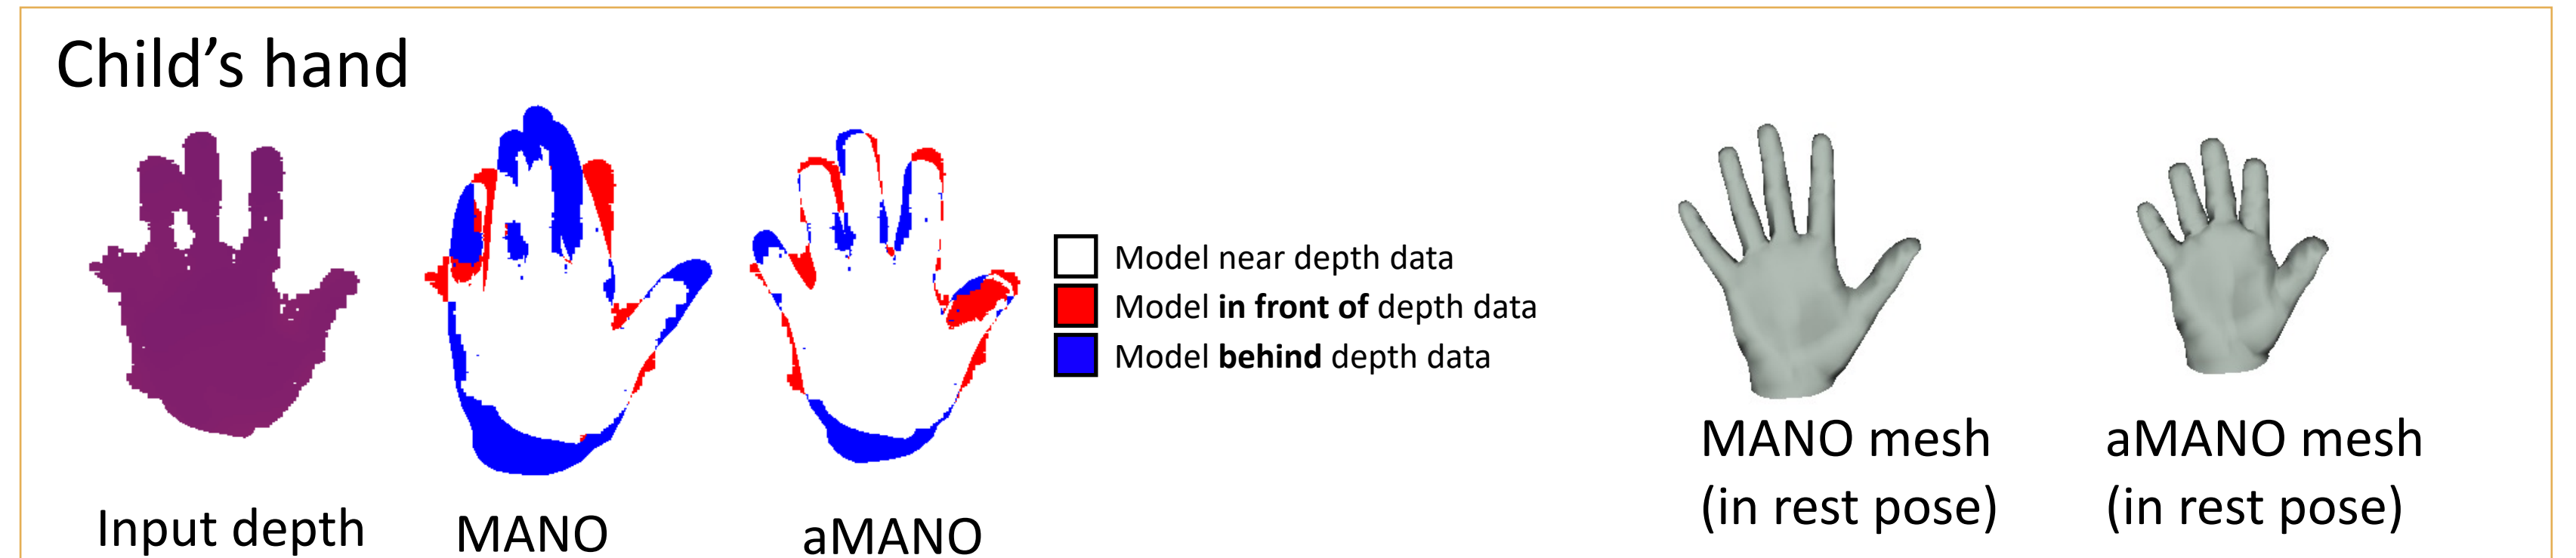 Child’s hand
Input depth
MANO
aMANO
Model near depth data
Model in front of depth data
Model behind depth data
MANO mesh
(in rest pose)
aMANO mesh
(in rest pose)